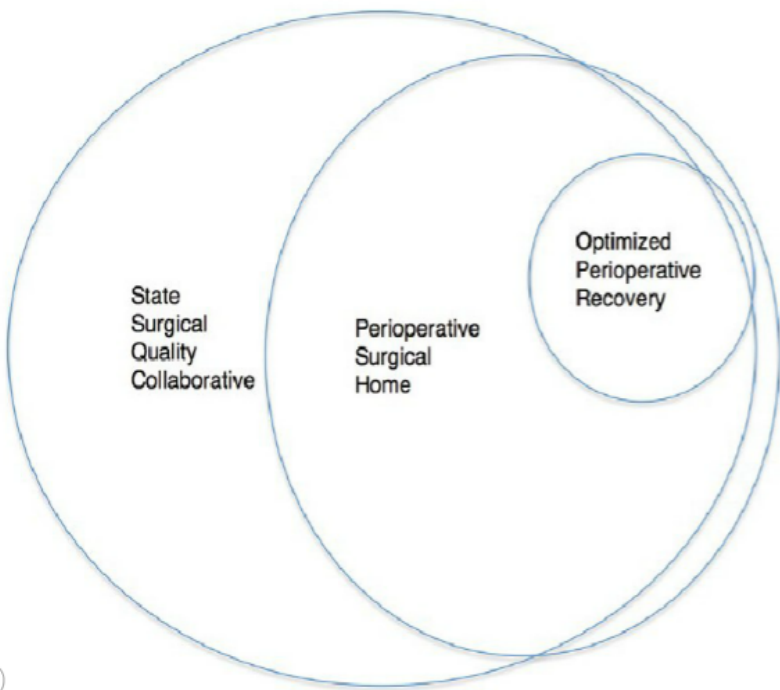 State
Surgical
Quality
Collaborative
Perioperative
Surgical
Home
Optimized
Perioperative
Recovery